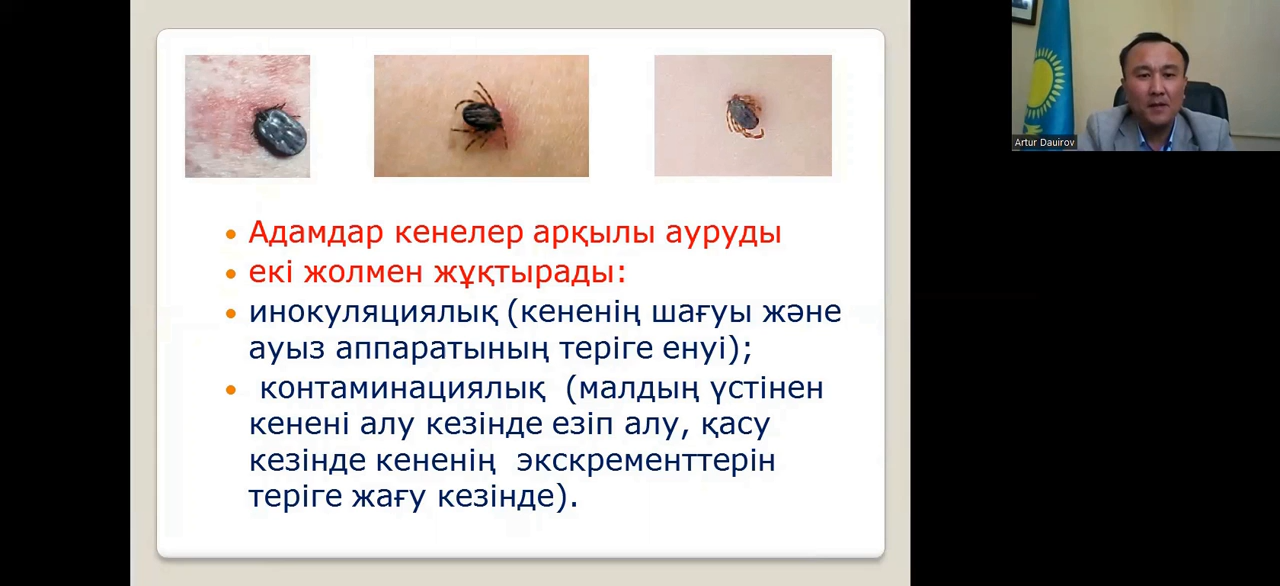 Artur Dauirov
Адамдар кенелер арқылы ауруды
екі жолмен жұқтырады:
инокуляциялық (кененің шағуы және
ауыз аппаратының теріге енуі);
контаминациялық (малдың үстінен
кенені алу кезінде езіп алу, қасу
кезінде кененің экскременттерін
теріге жағу кезінде).